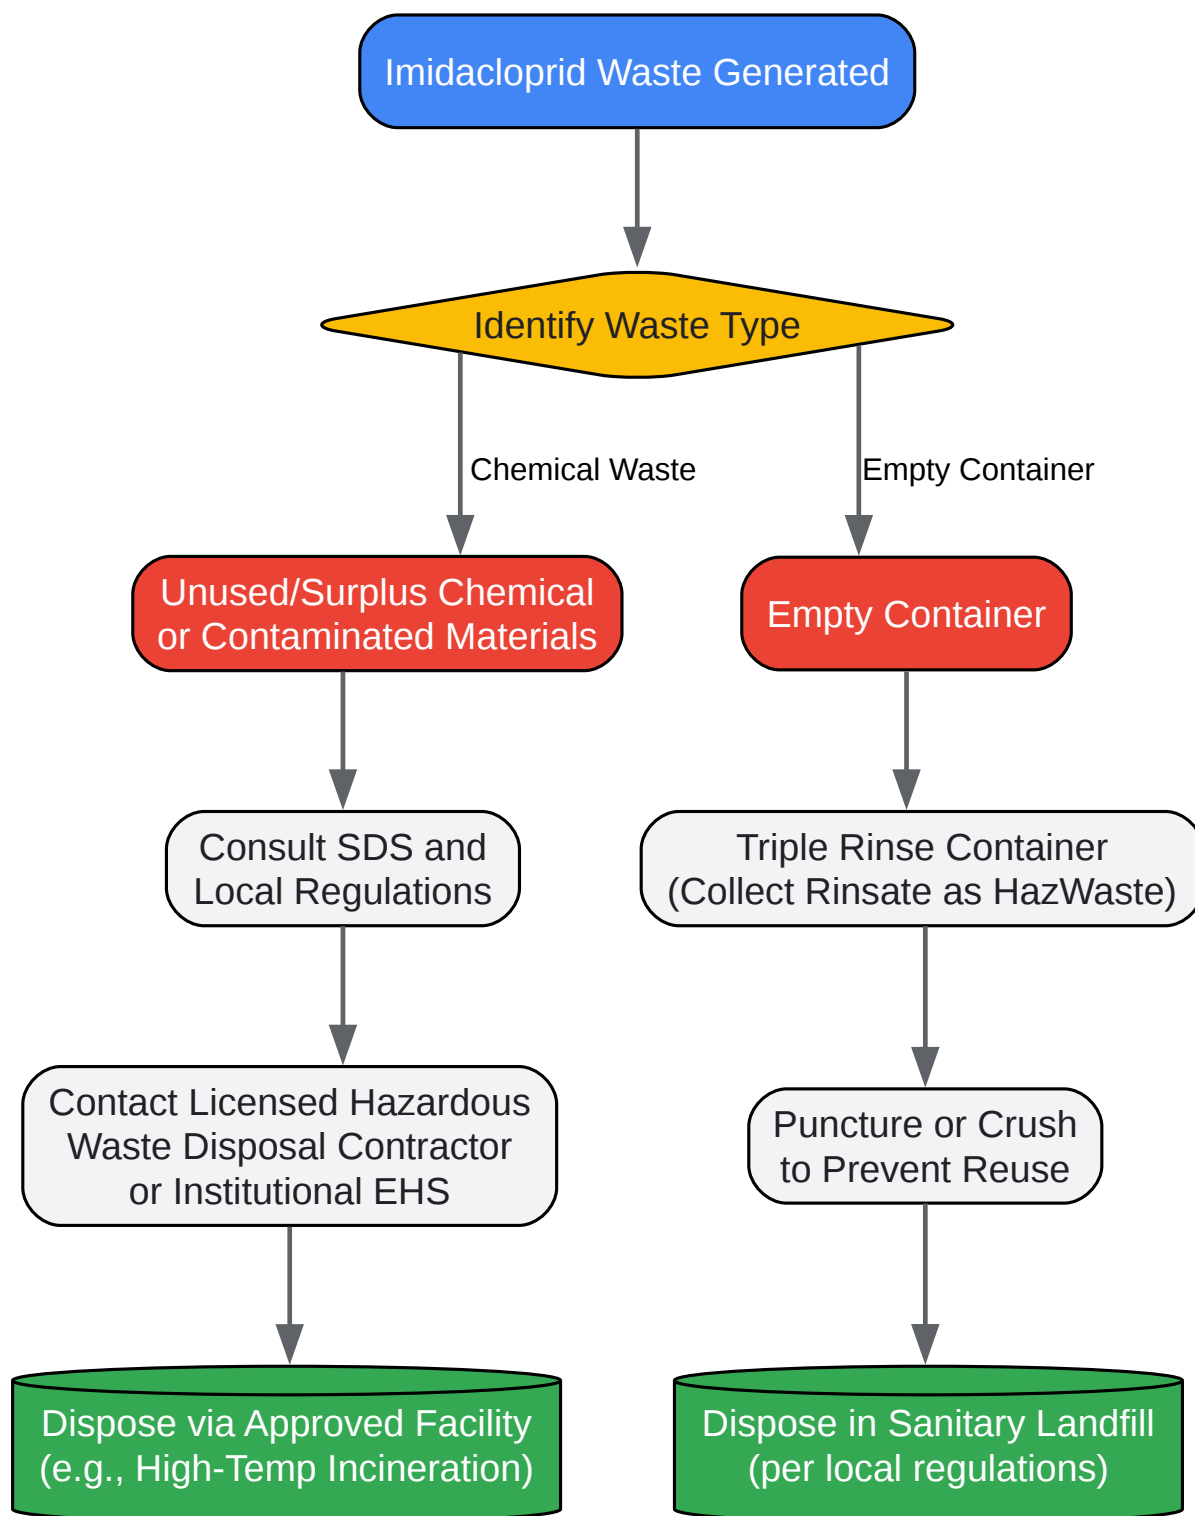 Imidacloprid Waste Generated
Identify Waste Type
Chemical Waste
Empty Container
Unused/Surplus Chemical
or Contaminated Materials
Empty Container
Consult SDS and
Local Regulations
Triple Rinse Container
(Collect Rinsate as HazWaste)
Contact Licensed Hazardous
Waste Disposal Contractor
or Institutional EHS
Puncture or Crush
to Prevent Reuse
Dispose via Approved Facility
(e.g., High-Temp Incineration)
Dispose in Sanitary Landfill
(per local regulations)